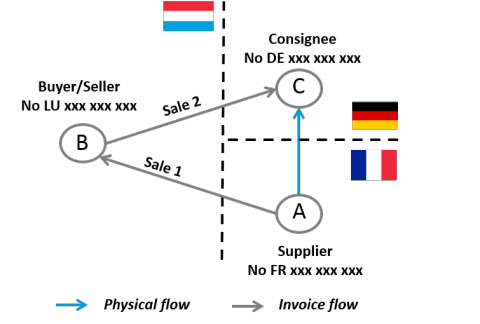 Consignee
No DE xxx xxx xxx
Buyer/Seller
No LU xxx xxx xxx
Sale 2
C
B
Sale 1
A
Supplier
No FR xxx xxx xxx
Physical flow
Invoice flow